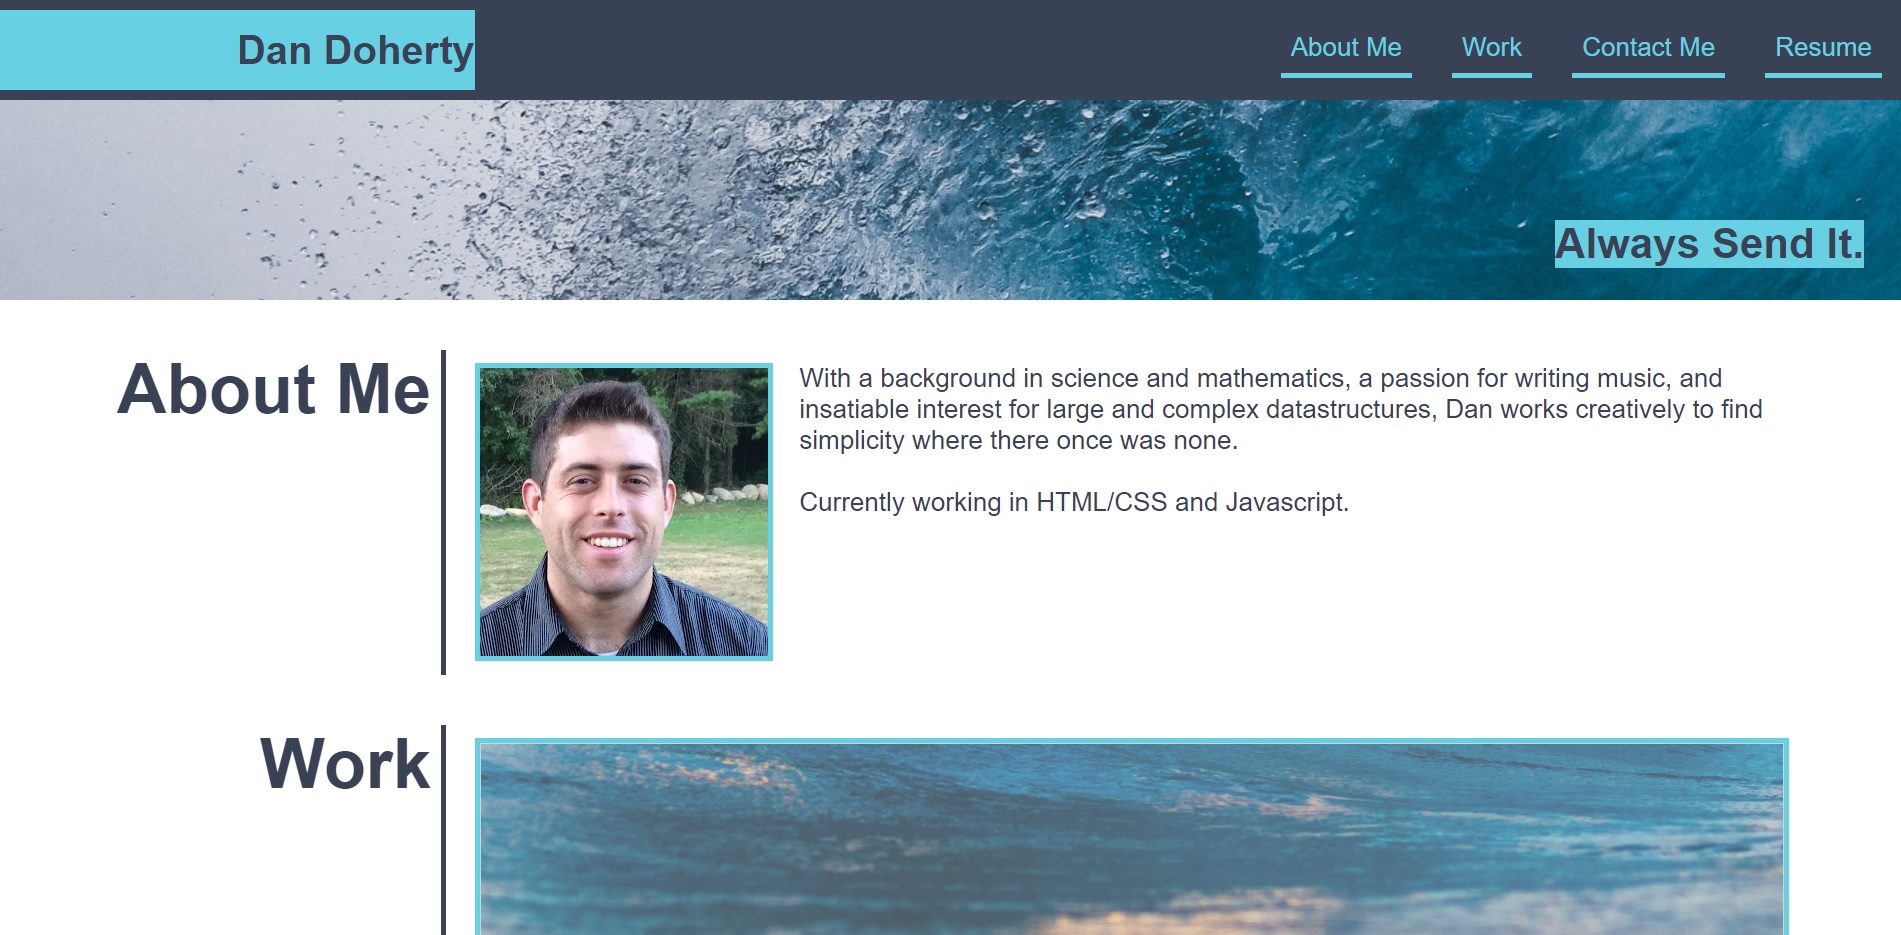 Dan Doherty
About Me
Work
Contact Me
Resume
Always Send It.
About Me
With a background in science and mathematics, a passion for writing music, and
insatiable interest for large and complex datastructures, Dan works creatively to find
simplicity where there once was none.
Currently working in HTML/CSS and Javascript.
Work